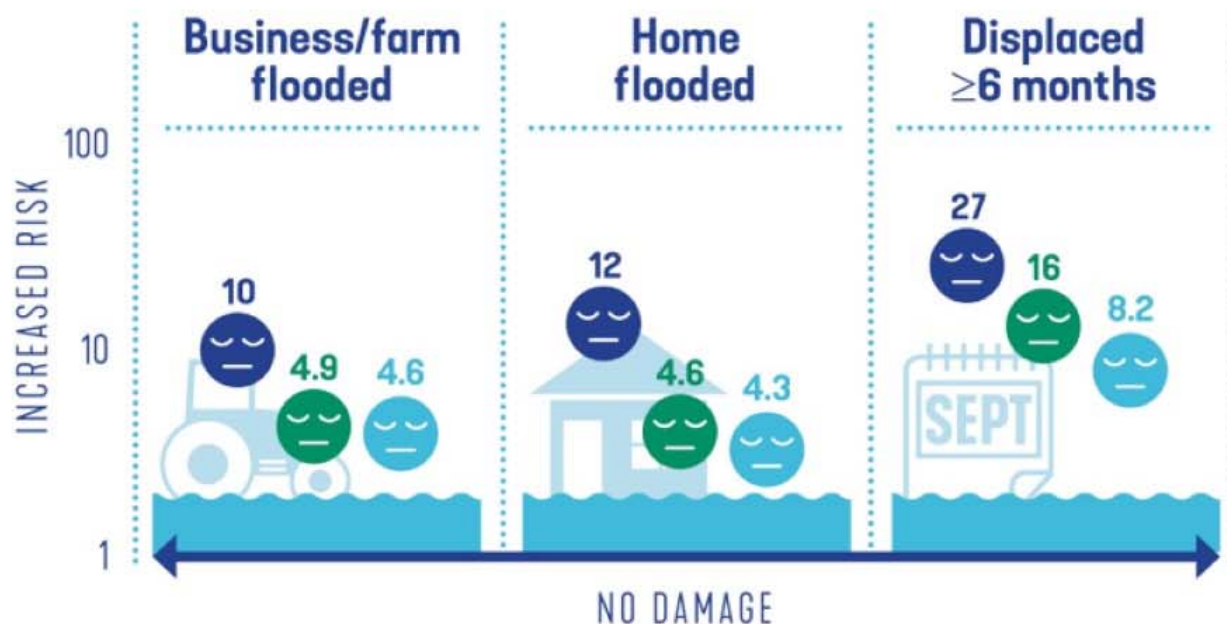 Business/farm
flooded
Home
flooded
Displaced
≥6 months
INCREASED RISK
100
10
1
10
4.9
4.6
12
4.6
4.3
27
16
8.2
SEPT
NO DAMAGE